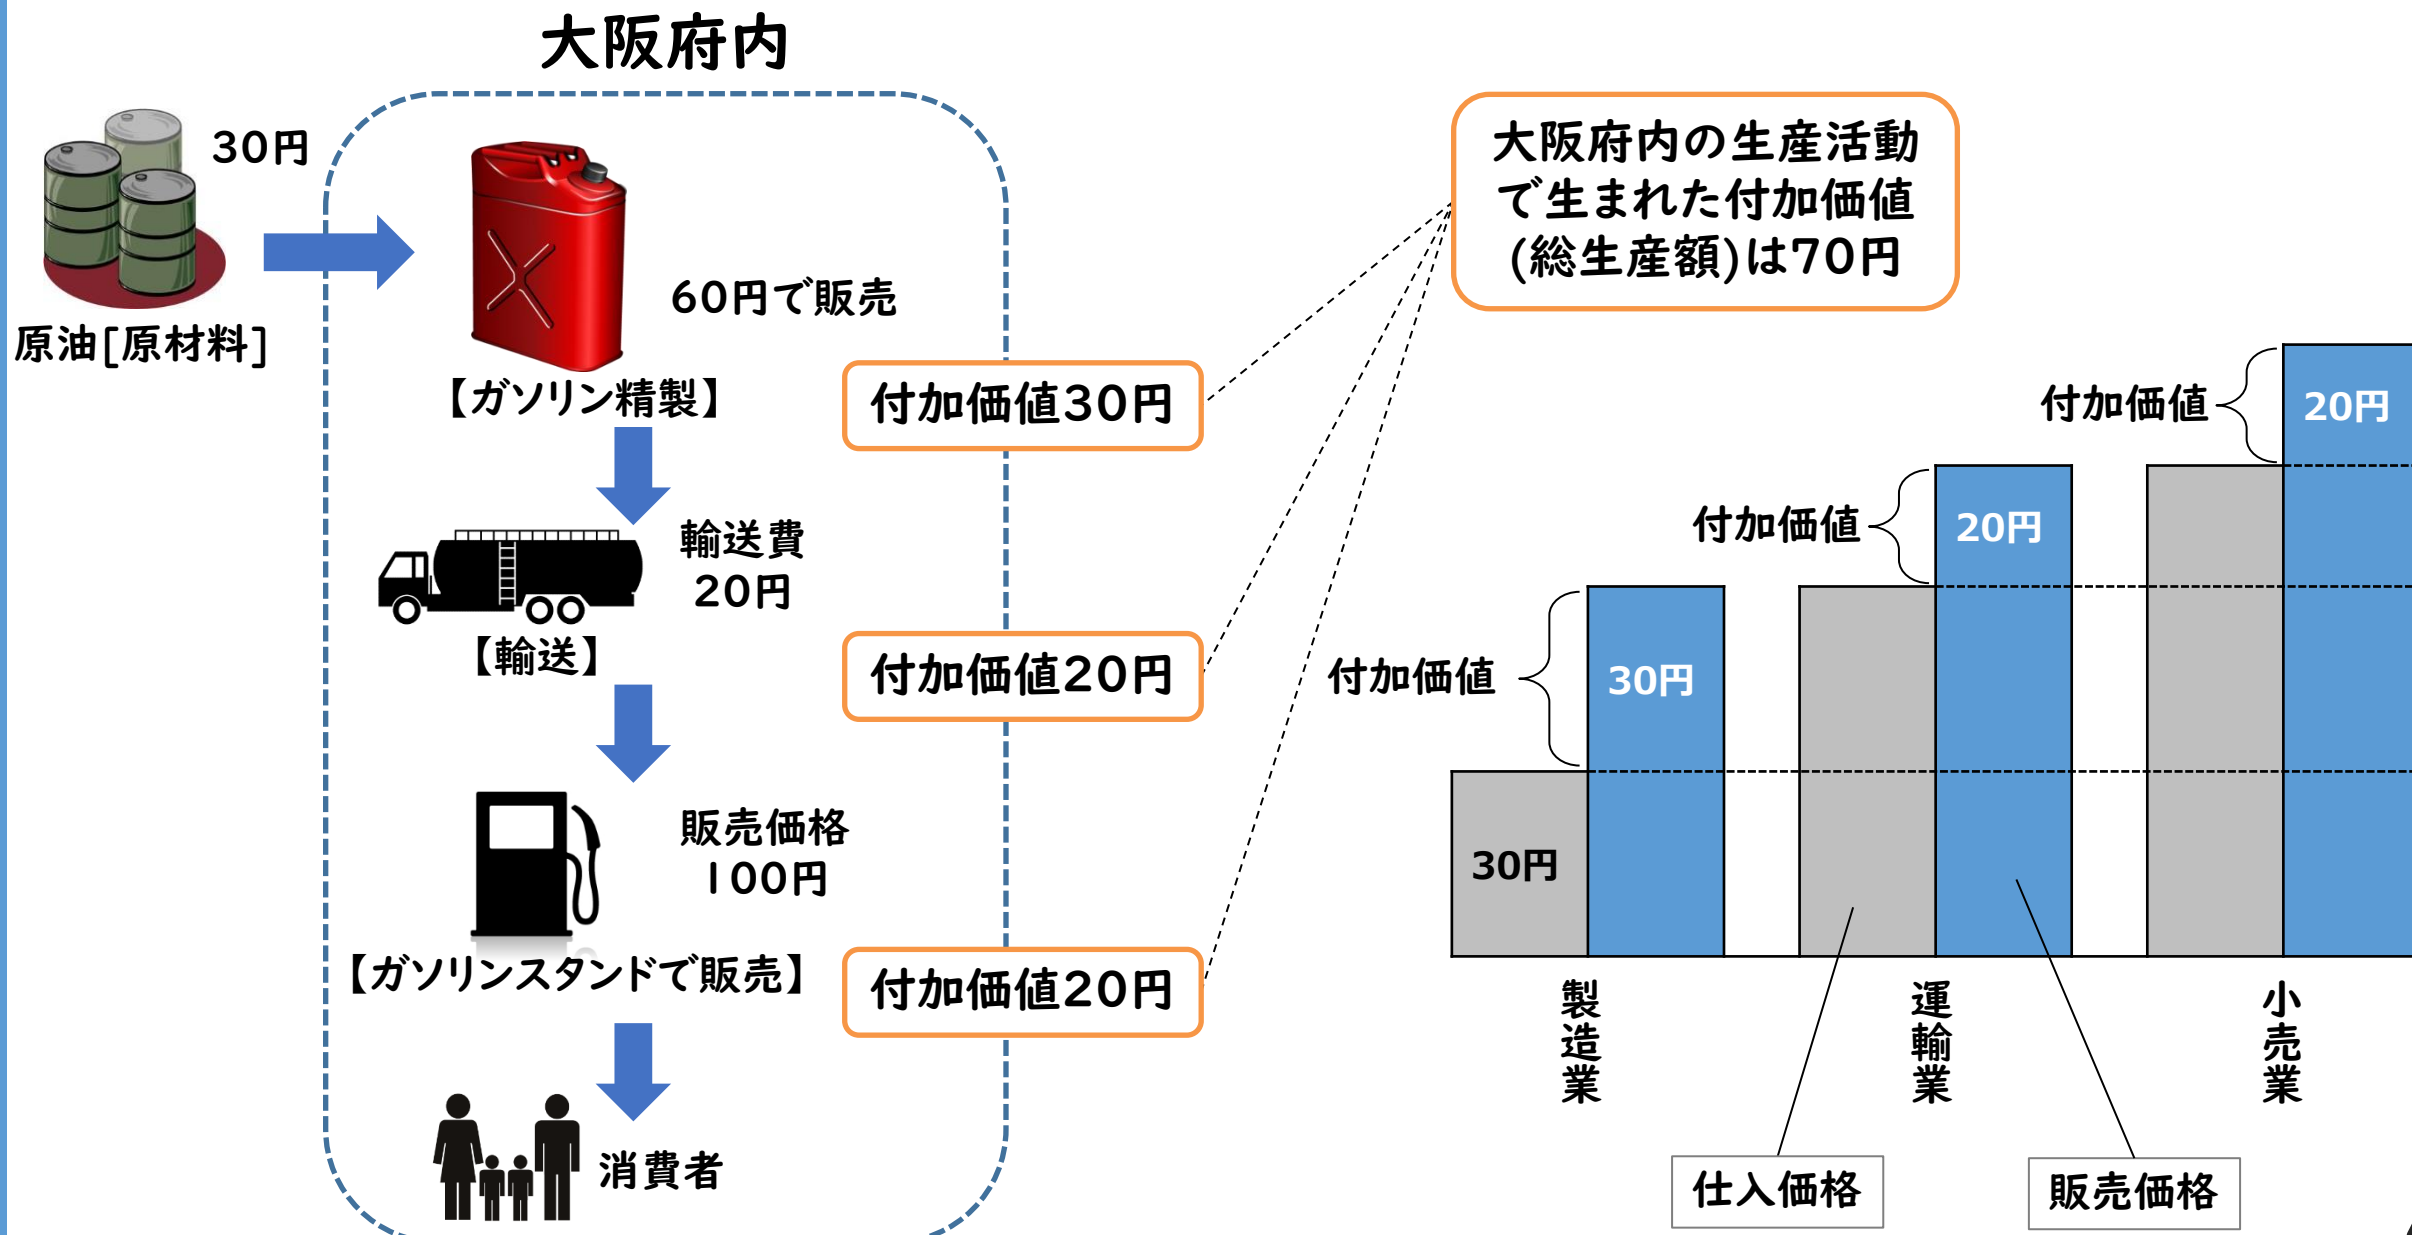 大阪府内
30円
原油[原材料]
60円で販売
【ガソリン精製】
付加価値30円
輸送費
20円
【輸送】
付加価値20円
販売価格
100円
【ガソリンスタンドで販売】
付加価値20円
消費者
大阪府内の生産活動
で生まれた付加価値
(総生産額)は70円
付加価値
20円
付加価値
20円
付加価値
30円
30円
製造業
運輸業
小売業
仕入価格
販売価格